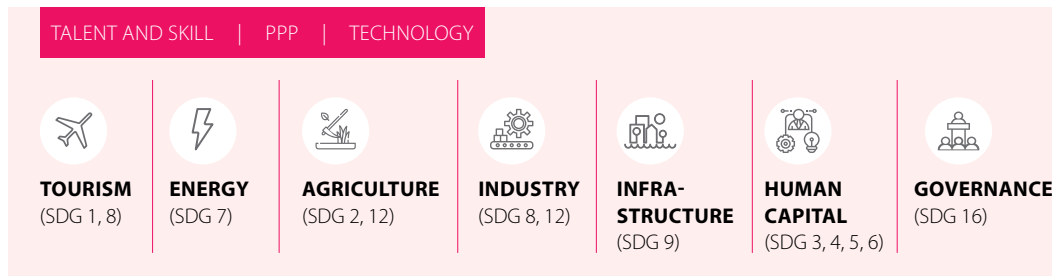 TALENT AND SKILL | PPP | TECHNOLOGY
TOURISM
(SDG 1, 8)
ENERGY
(SDG 7)
AGRICULTURE
(SDG 2, 12)
INDUSTRY
(SDG 8, 12)
INFRA-
STRUCTURE
(SDG 9)
HUMAN
CAPITAL
(SDG 3, 4, 5, 6)
GOVERNANCE
(SDG 16)